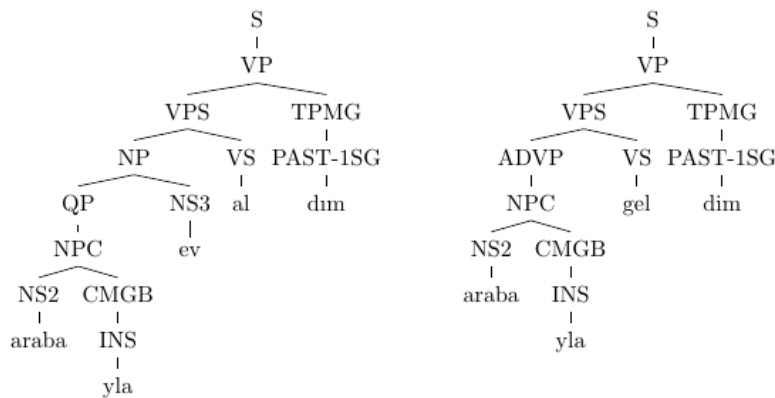 S S
VP VP
VPS TPMG VPS TPMG
NP VS PAST-1SG ADVP VS PAST-1SG
QP NS3 al dım NPC gel dim
NPC ev NS2 CMGB
NS2 CMGB araba INS
araba INS yla
yla